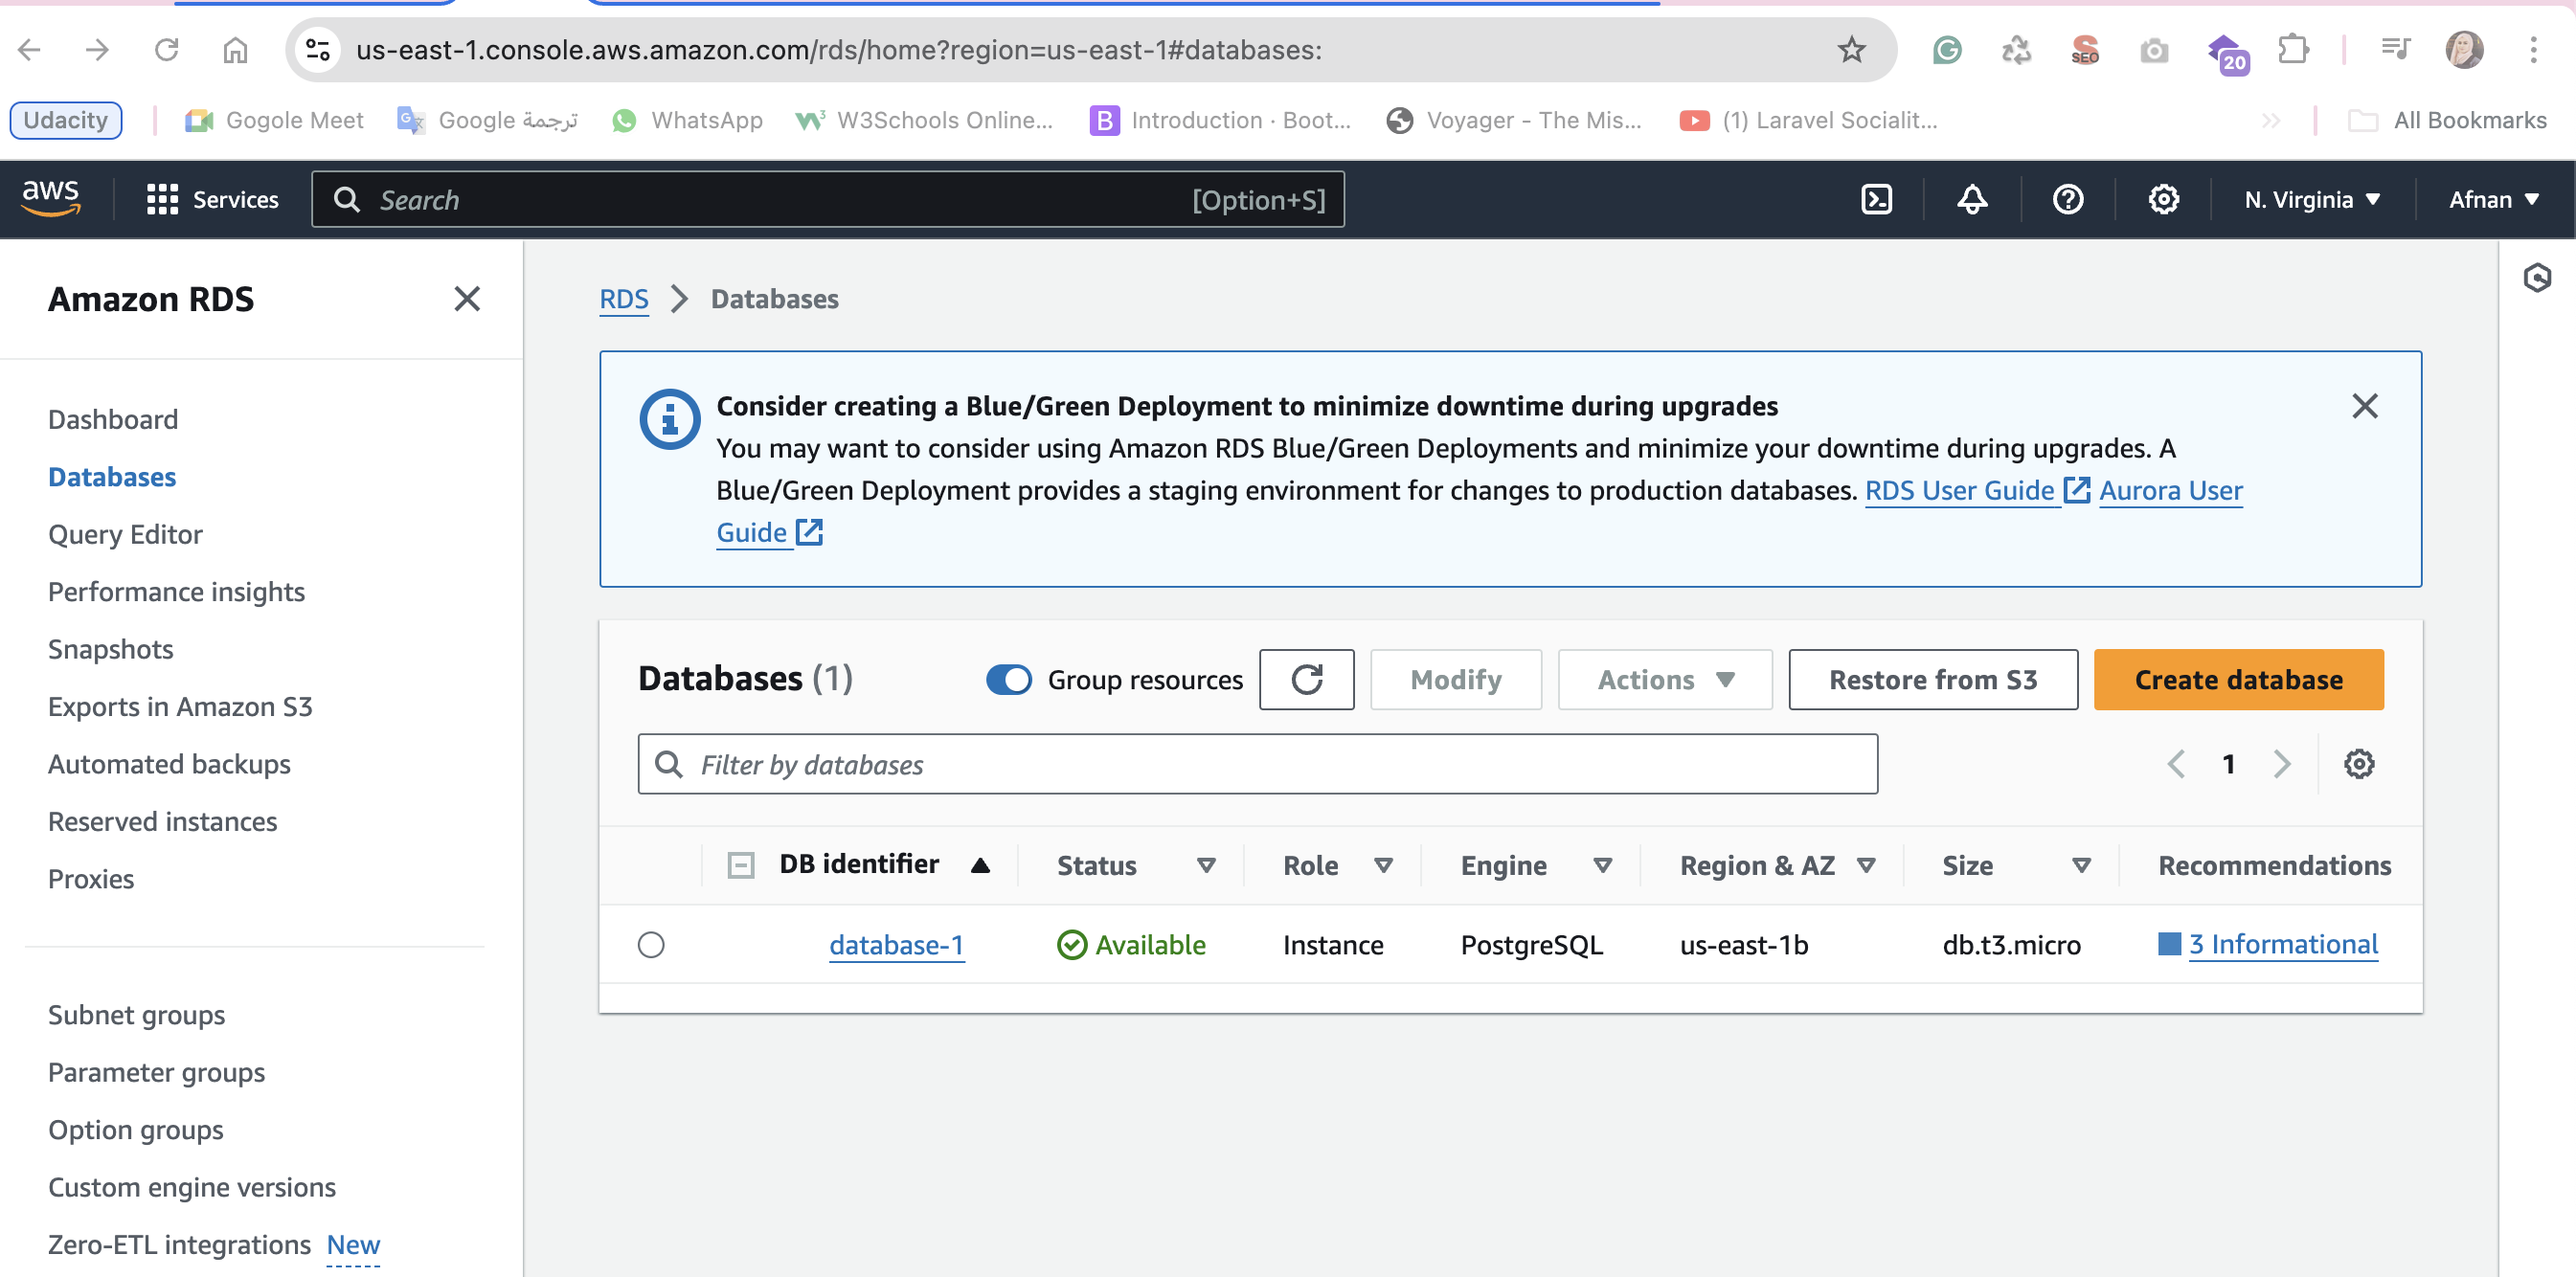 us-east-1.console.aws.amazon.com/rds/home?region=us-east-1#databases:
SEO
20
Udacity
Gogole Meet
Google ترجمة
WhatsApp
W3Schools Online...
B Introduction · Boot...
Voyager - The Mis...
(1) Laravel Socialit...
All Bookmarks
aws
Services
Search
[Option+S]
N. Virginia
Afnan
Amazon RDS
Dashboard
Databases
Query Editor
Performance insights
Snapshots
Exports in Amazon S3
Automated backups
Reserved instances
Proxies
Subnet groups
Parameter groups
Option groups
Custom engine versions
Zero-ETL integrations New
RDS > Databases
Consider creating a Blue/Green Deployment to minimize downtime during upgrades
You may want to consider using Amazon RDS Blue/Green Deployments and minimize your downtime during upgrades. A
Blue/Green Deployment provides a staging environment for changes to production databases. RDS User Guide Aurora User
Guide
Databases (1)
Group resources
Modify
Actions
Restore from S3
Create database
Filter by databases
1
DB identifier Status Role Engine Region & AZ Size Recommendations
database-1 Available Instance PostgreSQL us-east-1b db.t3.micro 3 Informational